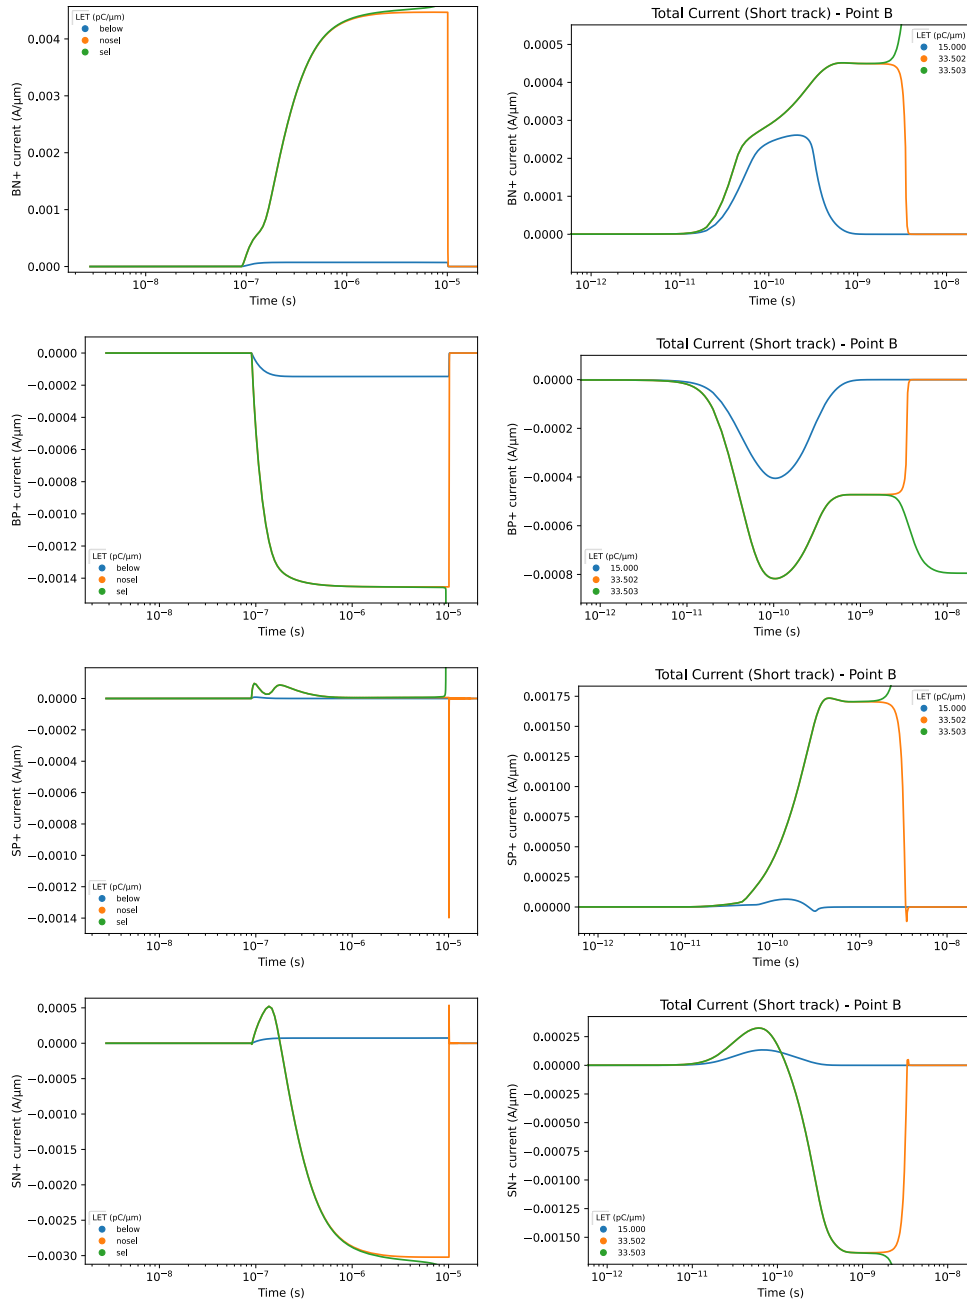 BN+ current (A/μm)
0.004
0.003
0.002
0.001
0.000
LET (pC/μm)
below
nosel
sel
10⁻⁸
10⁻⁷
10⁻⁶
10⁻⁵
Time (s)
Total Current (Short track) - Point B
BN+ current (A/μm)
0.0005
0.0004
0.0003
0.0002
0.0001
0.0000
LET (pC/μm)
15.000
33.502
33.503
10⁻¹²
10⁻¹¹
10⁻¹⁰
10⁻⁹
10⁻⁸
Time (s)
BP+ current (A/μm)
0.0000
−0.0002
−0.0004
−0.0006
−0.0008
−0.0010
−0.0012
−0.0014
LET (pC/μm)
below
nosel
sel
10⁻⁸
10⁻⁷
10⁻⁶
10⁻⁵
Time (s)
Total Current (Short track) - Point B
BP+ current (A/μm)
0.0000
−0.0002
−0.0004
−0.0006
−0.0008
LET (pC/μm)
15.000
33.502
33.503
10⁻¹²
10⁻¹¹
10⁻¹⁰
10⁻⁹
10⁻⁸
Time (s)
SP+ current (A/μm)
0.0000
−0.0002
−0.0004
−0.0006
−0.0008
−0.0010
−0.0012
−0.0014
LET (pC/μm)
below
nosel
sel
10⁻⁸
10⁻⁷
10⁻⁶
10⁻⁵
Time (s)
Total Current (Short track) - Point B
SP+ current (A/μm)
0.00175
0.00150
0.00125
0.00100
0.00075
0.00050
0.00025
0.00000
LET (pC/μm)
15.000
33.502
33.503
10⁻¹²
10⁻¹¹
10⁻¹⁰
10⁻⁹
10⁻⁸
Time (s)
SN+ current (A/μm)
0.0005
0.0000
−0.0005
−0.0010
−0.0015
−0.0020
−0.0025
−0.0030
LET (pC/μm)
below
nosel
sel
10⁻⁸
10⁻⁷
10⁻⁶
10⁻⁵
Time (s)
Total Current (Short track) - Point B
SN+ current (A/μm)
0.00025
0.00000
−0.00025
−0.00050
−0.00075
−0.00100
−0.00125
−0.00150
LET (pC/μm)
15.000
33.502
33.503
10⁻¹²
10⁻¹¹
10⁻¹⁰
10⁻⁹
10⁻⁸
Time (s)